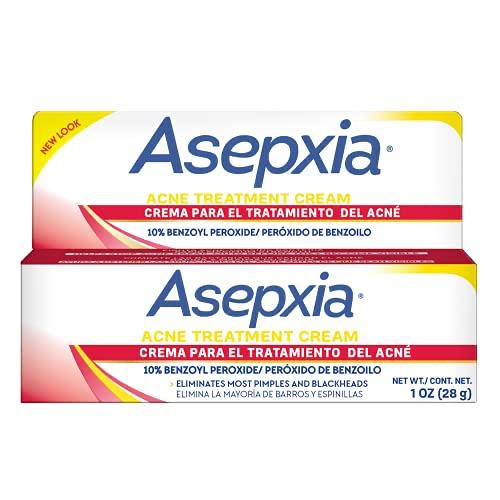 NEW LOOK
Asepxia®
ACNE TREATMENT CREAM
CREMA PARA EL TRATAMIENTO DEL ACNÉ
10% BENZOYL PEROXIDE/ PERÓXIDO DE BENZOILO
Asepxia®
ACNE TREATMENT CREAM
CREMA PARA EL TRATAMIENTO DEL ACNÉ
10% BENZOYL PEROXIDE/ PERÓXIDO DE BENZOILO
> ELIMINATES MOST PIMPLES AND BLACKHEADS
ELIMINA LA MAYORÍA DE BARROS Y ESPINILLAS
NET WT./ CONT. NET.
1 OZ (28 g)